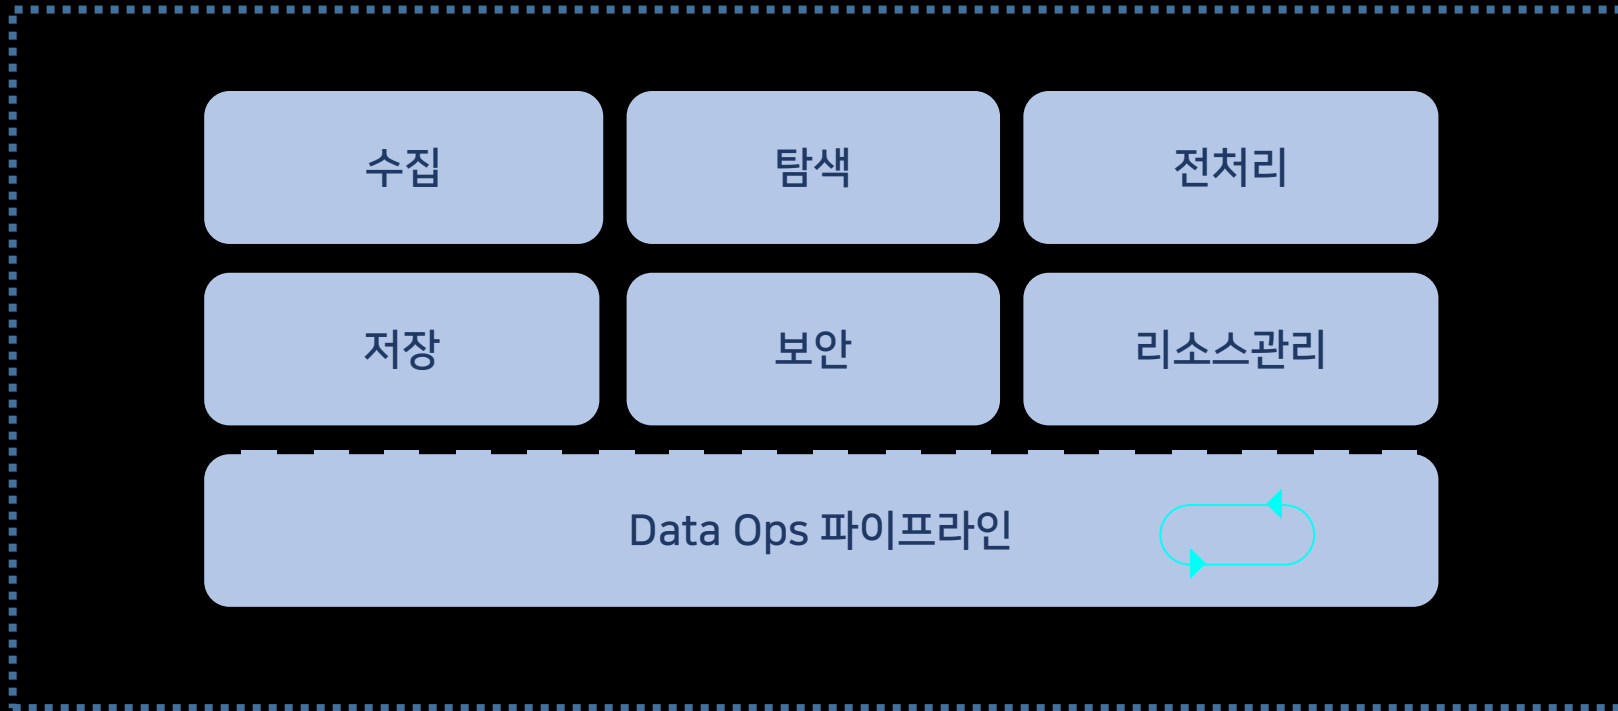 수집
탐색
전처리
저장
보안
리소스관리
Data Ops 파이프라인